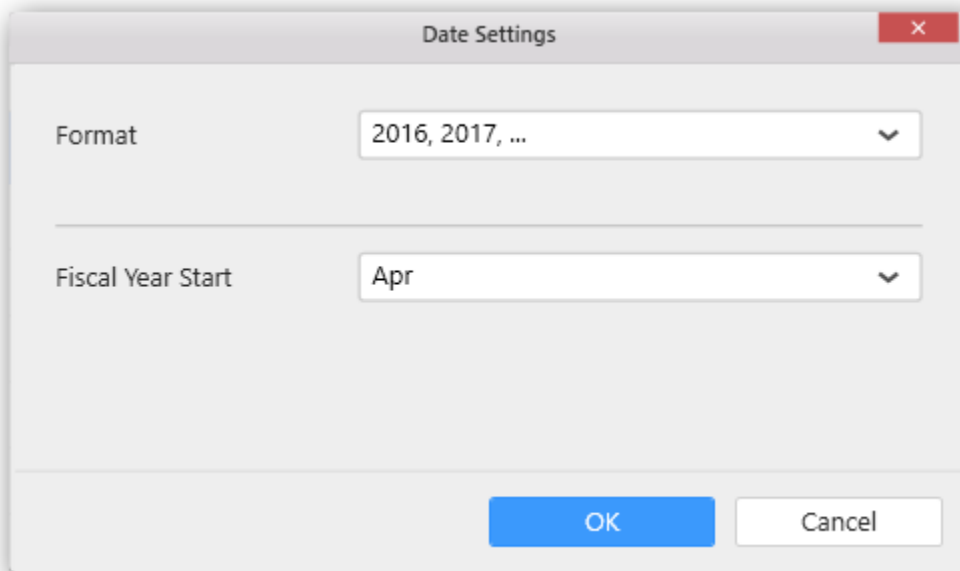 Date Settings
Format
2016, 2017, ...
Fiscal Year Start
Apr
OK
Cancel